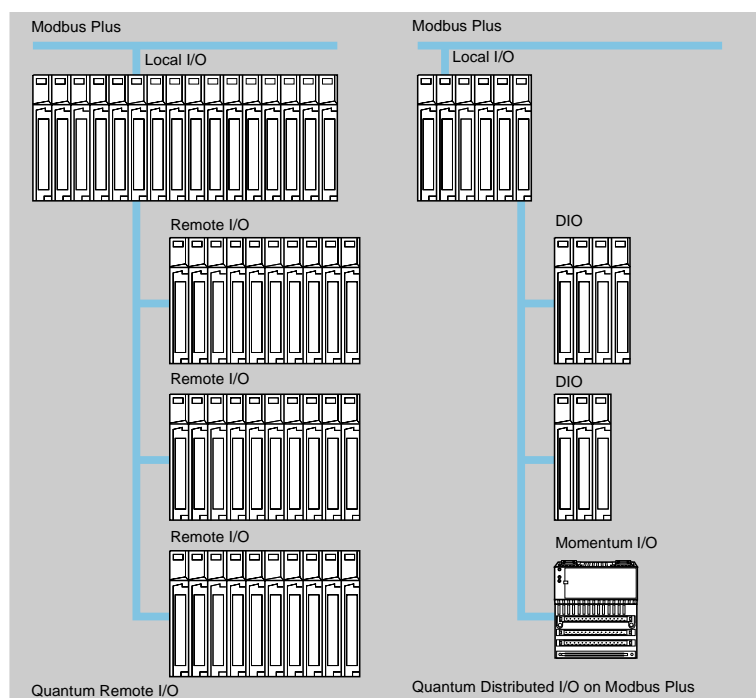 Modbus Plus
Local I/O
Remote I/O
Remote I/O
Remote I/O
Quantum Remote I/O
Modbus Plus
Local I/O
DIO
DIO
Momentum I/O
Quantum Distributed I/O on Modbus Plus